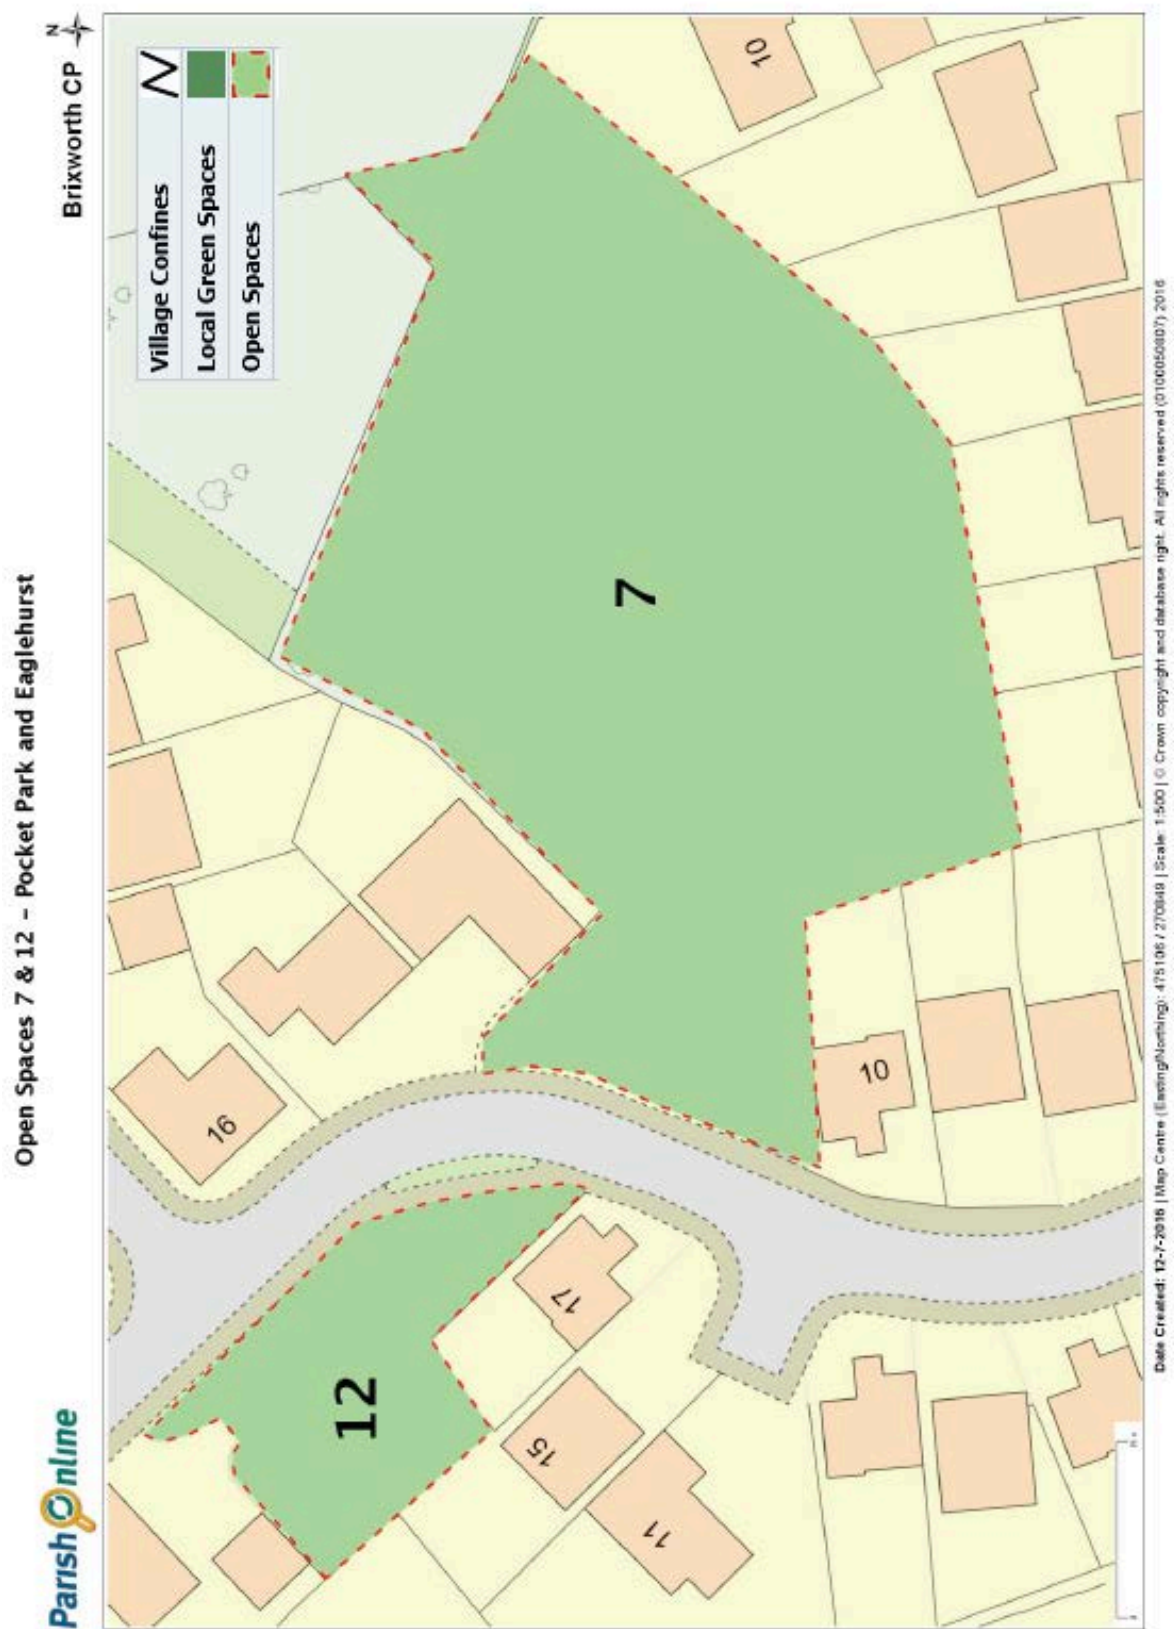 Parish Online
Open Spaces 7 & 12 - Pocket Park and Eaglehurst
Brixworth CP
N
Village Confines
Local Green Spaces
Open Spaces
16
12
7
17
15
11
10
10
Date Created: 12-7-2016 | Map Centre (Easting/Northing): 475106 / 270849 | Scale: 1:500 | © Crown copyright and database right. All rights reserved (0100050807) 2016